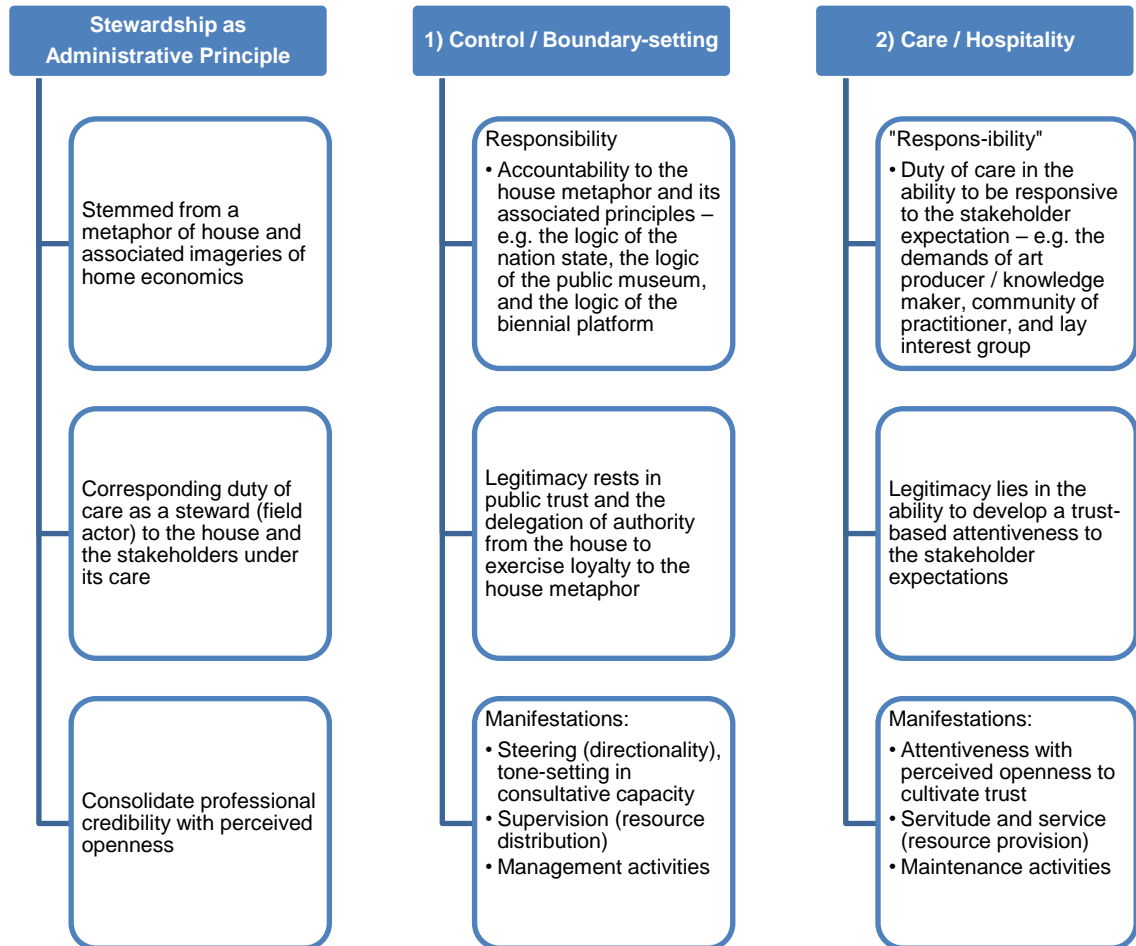 Stewardship as
Administrative Principle
Stemmed from a
metaphor of house and
associated imageries of
home economics
Corresponding duty of
care as a steward (field
actor) to the house and
the stakeholders under
its care
Consolidate professional
credibility with perceived
openness
1) Control / Boundary-setting
Responsibility
• Accountability to the
house metaphor and its
associated principles –
e.g. the logic of the
nation state, the logic
of the public museum,
and the logic of the
biennial platform
Legitimacy rests in
public trust and the
delegation of authority
from the house to
exercise loyalty to the
house metaphor
Manifestations:
• Steering (directionality),
tone-setting in
consultative capacity
• Supervision (resource
distribution)
• Management activities
2) Care / Hospitality
"Respons-ibility"
• Duty of care in the
ability to be responsive
to the stakeholder
expectation – e.g. the
demands of art
producer / knowledge
maker, community of
practitioner, and lay
interest group
Legitimacy lies in the
ability to develop a trust-
based attentiveness to
the stakeholder
expectations
Manifestations:
• Attentiveness with
perceived openness to
cultivate trust
• Servitude and service
(resource provision)
• Maintenance activities